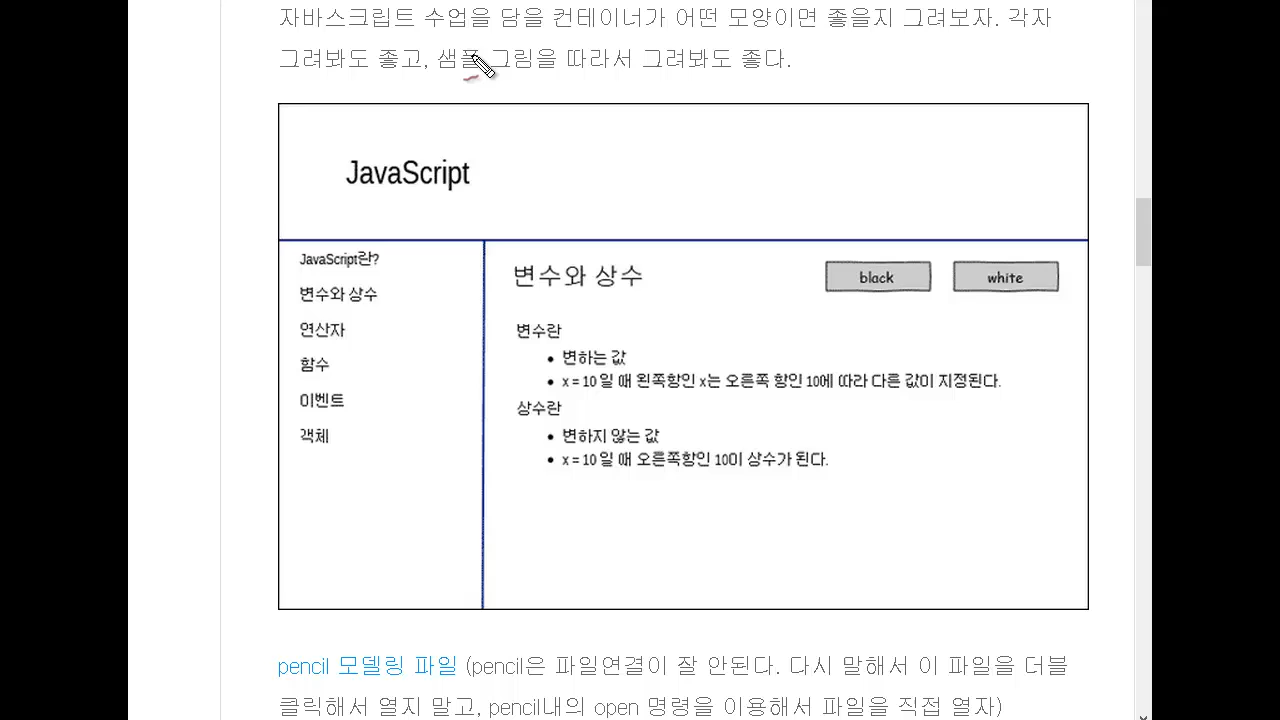 자바스크립트 수업을 담을 컨테이너가 어떤 모양이면 좋을지 그려보자. 각자
그려봐도 좋고, 샘플 그림을 따라서 그려봐도 좋다.
JavaScript
JavaScript란?
변수와 상수
연산자
함수
이벤트
객체
변수와 상수
black
white
변수란
• 변하는 값
• x = 10 일 때 왼쪽항인 x는 오른쪽 항인 10에 따라 다른 값이 지정된다.
상수란
• 변하지 않는 값
• x = 10 일 때 오른쪽항인 10이 상수가 된다.
pencil 모델링 파일 (pencil은 파일연결이 잘 안된다. 다시 말해서 이 파일을 더블
클릭해서 열지 말고, pencil내의 open 명령을 이용해서 파일을 직접 열자)